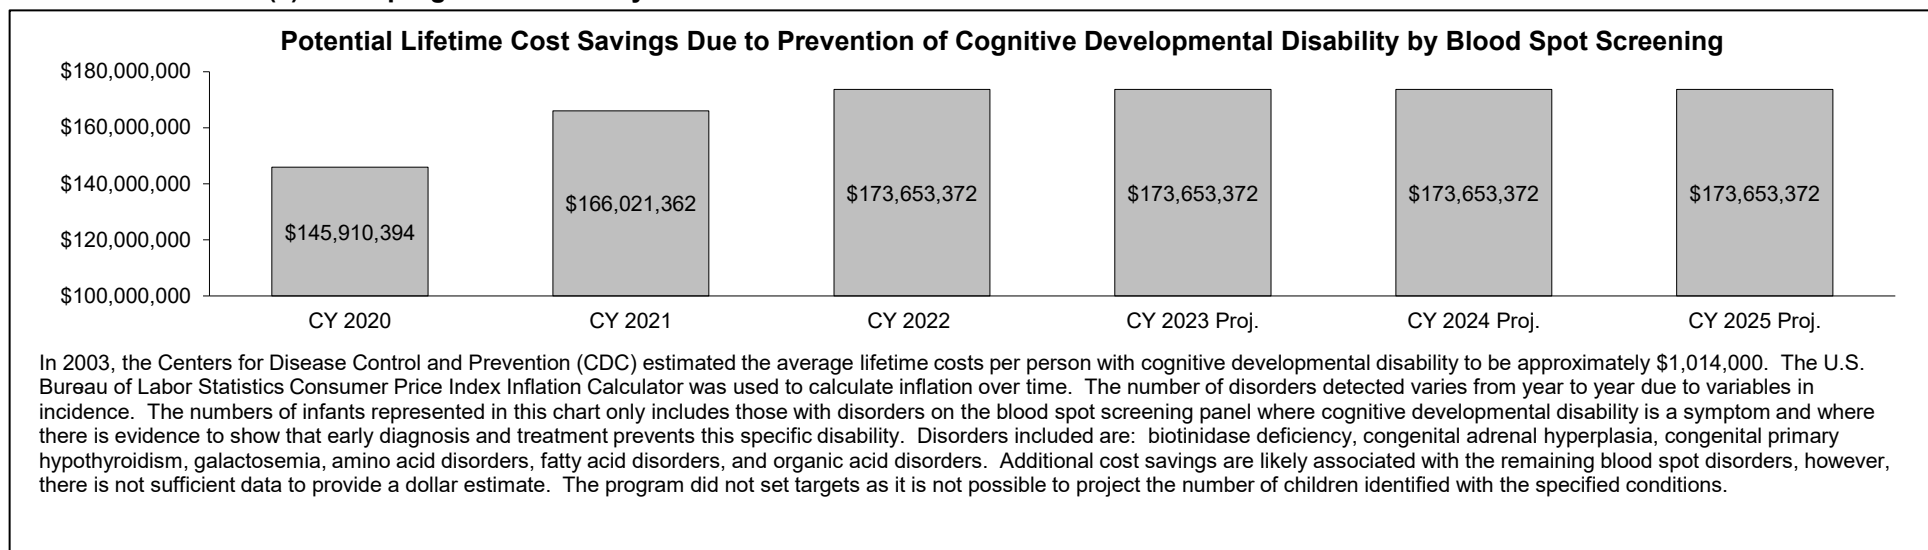 Potential Lifetime Cost Savings Due to Prevention of Cognitive Developmental Disability by Blood Spot Screening
$180,000,000
$160,000,000
$140,000,000
$120,000,000
$100,000,000
$145,910,394
$166,021,362
$173,653,372
$173,653,372
$173,653,372
$173,653,372
CY 2020
CY 2021
CY 2022
CY 2023 Proj.
CY 2024 Proj.
CY 2025 Proj.
In 2003, the Centers for Disease Control and Prevention (CDC) estimated the average lifetime costs per person with cognitive developmental disability to be approximately $1,014,000. The U.S.
Bureau of Labor Statistics Consumer Price Index Inflation Calculator was used to calculate inflation over time. The number of disorders detected varies from year to year due to variables in
incidence. The numbers of infants represented in this chart only includes those with disorders on the blood spot screening panel where cognitive developmental disability is a symptom and where
there is evidence to show that early diagnosis and treatment prevents this specific disability. Disorders included are: biotinidase deficiency, congenital adrenal hyperplasia, congenital primary
hypothyroidism, galactosemia, amino acid disorders, fatty acid disorders, and organic acid disorders. Additional cost savings are likely associated with the remaining blood spot disorders, however,
there is not sufficient data to provide a dollar estimate. The program did not set targets as it is not possible to project the number of children identified with the specified conditions.